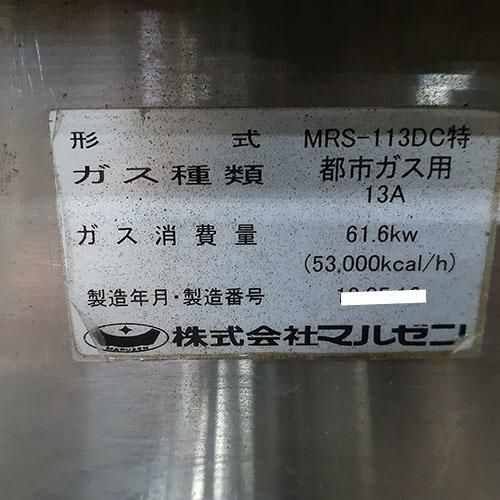 形式 MRS-113DC特
ガス種類 都市ガス用
13A
ガス消費量 61.6kw
(53,000kcal/h)
製造年月・製造番号
MARUZEN 株式会社マルゼン